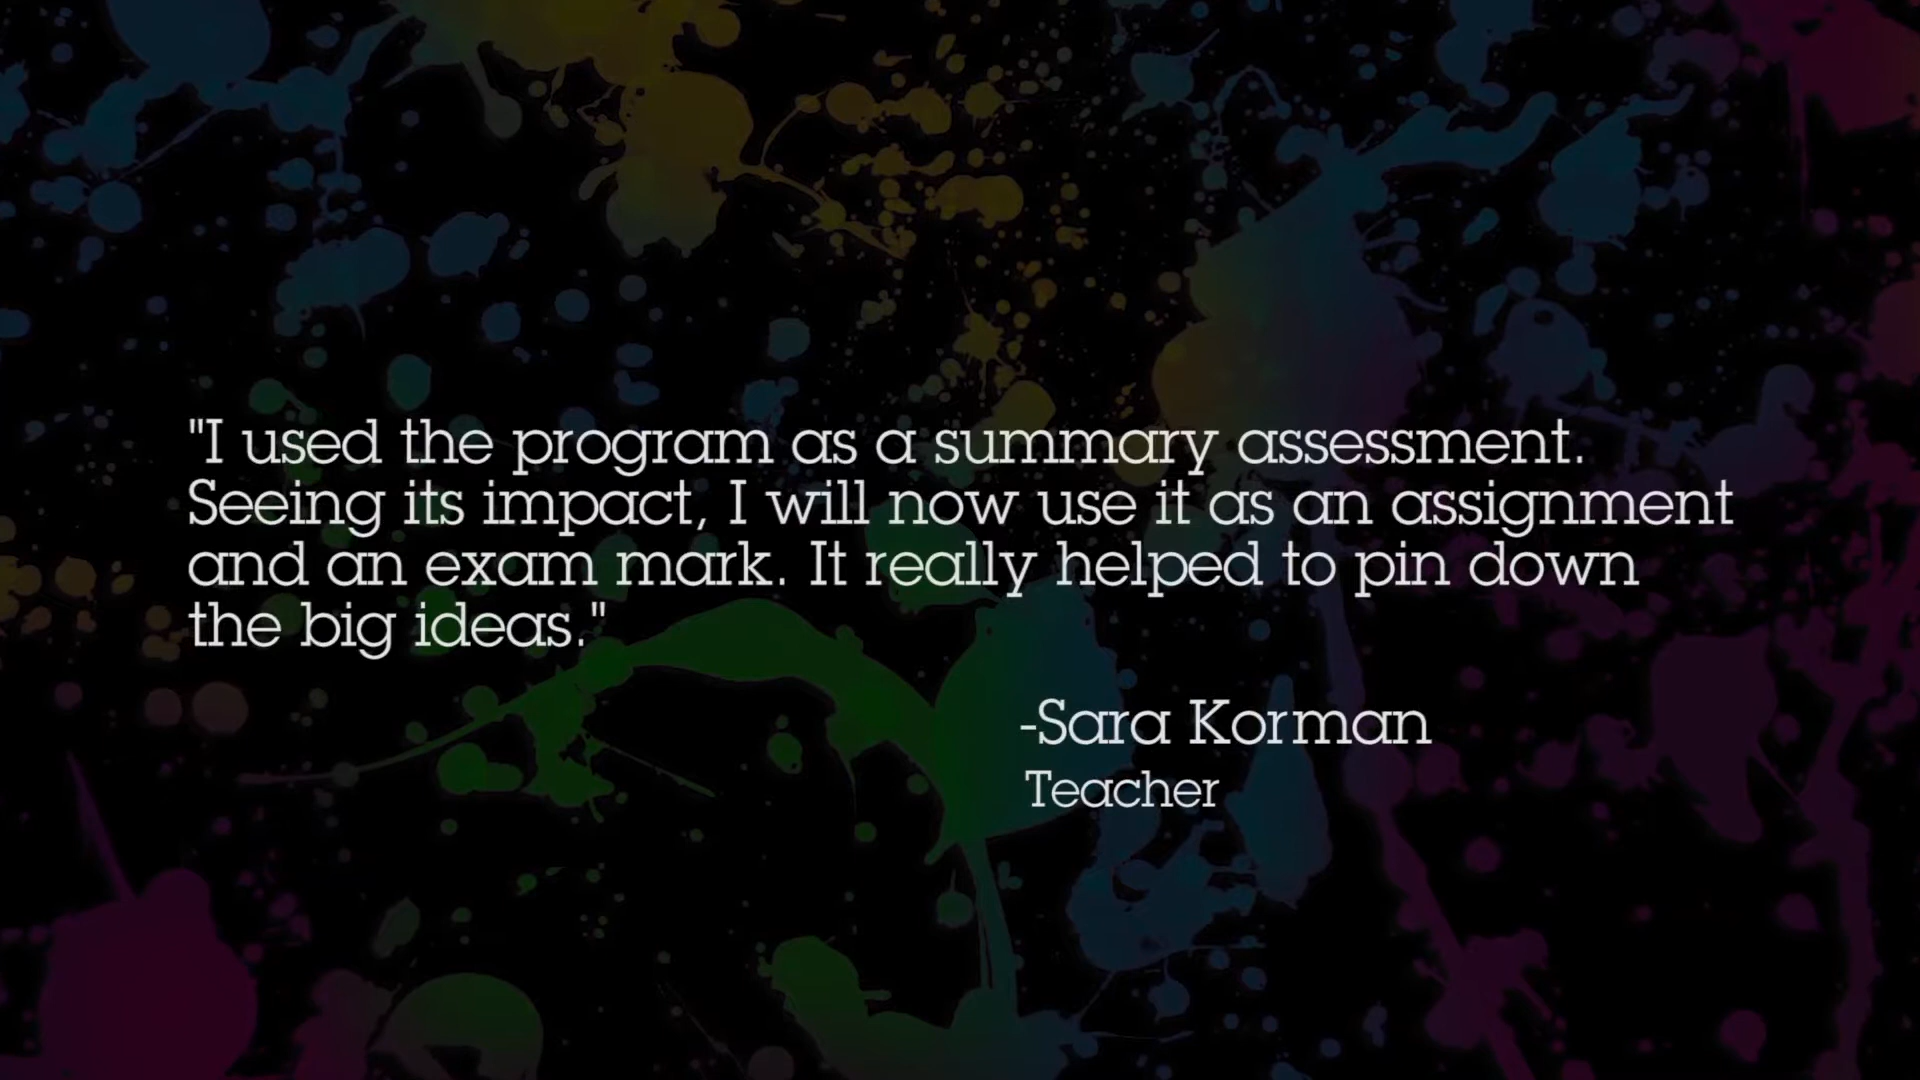 "I used the program as a summary assessment.
Seeing its impact, I will now use it as an assignment
and an exam mark. It really helped to pin down
the big ideas."
-Sara Korman
Teacher